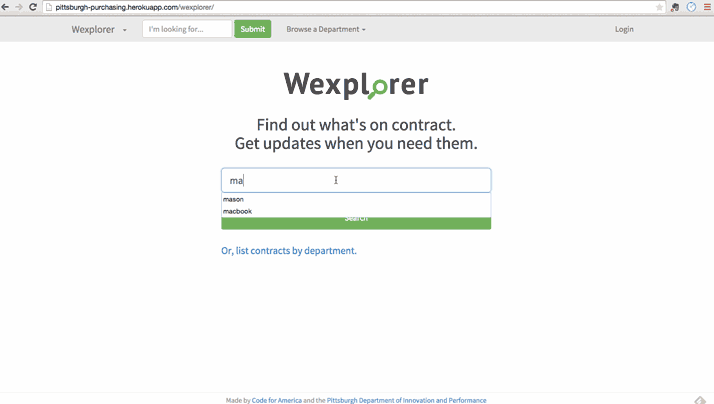 pittsburgh-purchasing.herokuapp.com/wexplorer/
Wexplorer I'm looking for... Submit Browse a Department Login
Wexplorer
Find out what's on contract.
Get updates when you need them.
ma
mason
macbook
Search
Or, list contracts by department.
Made by Code for America and the Pittsburgh Department of Innovation and Performance